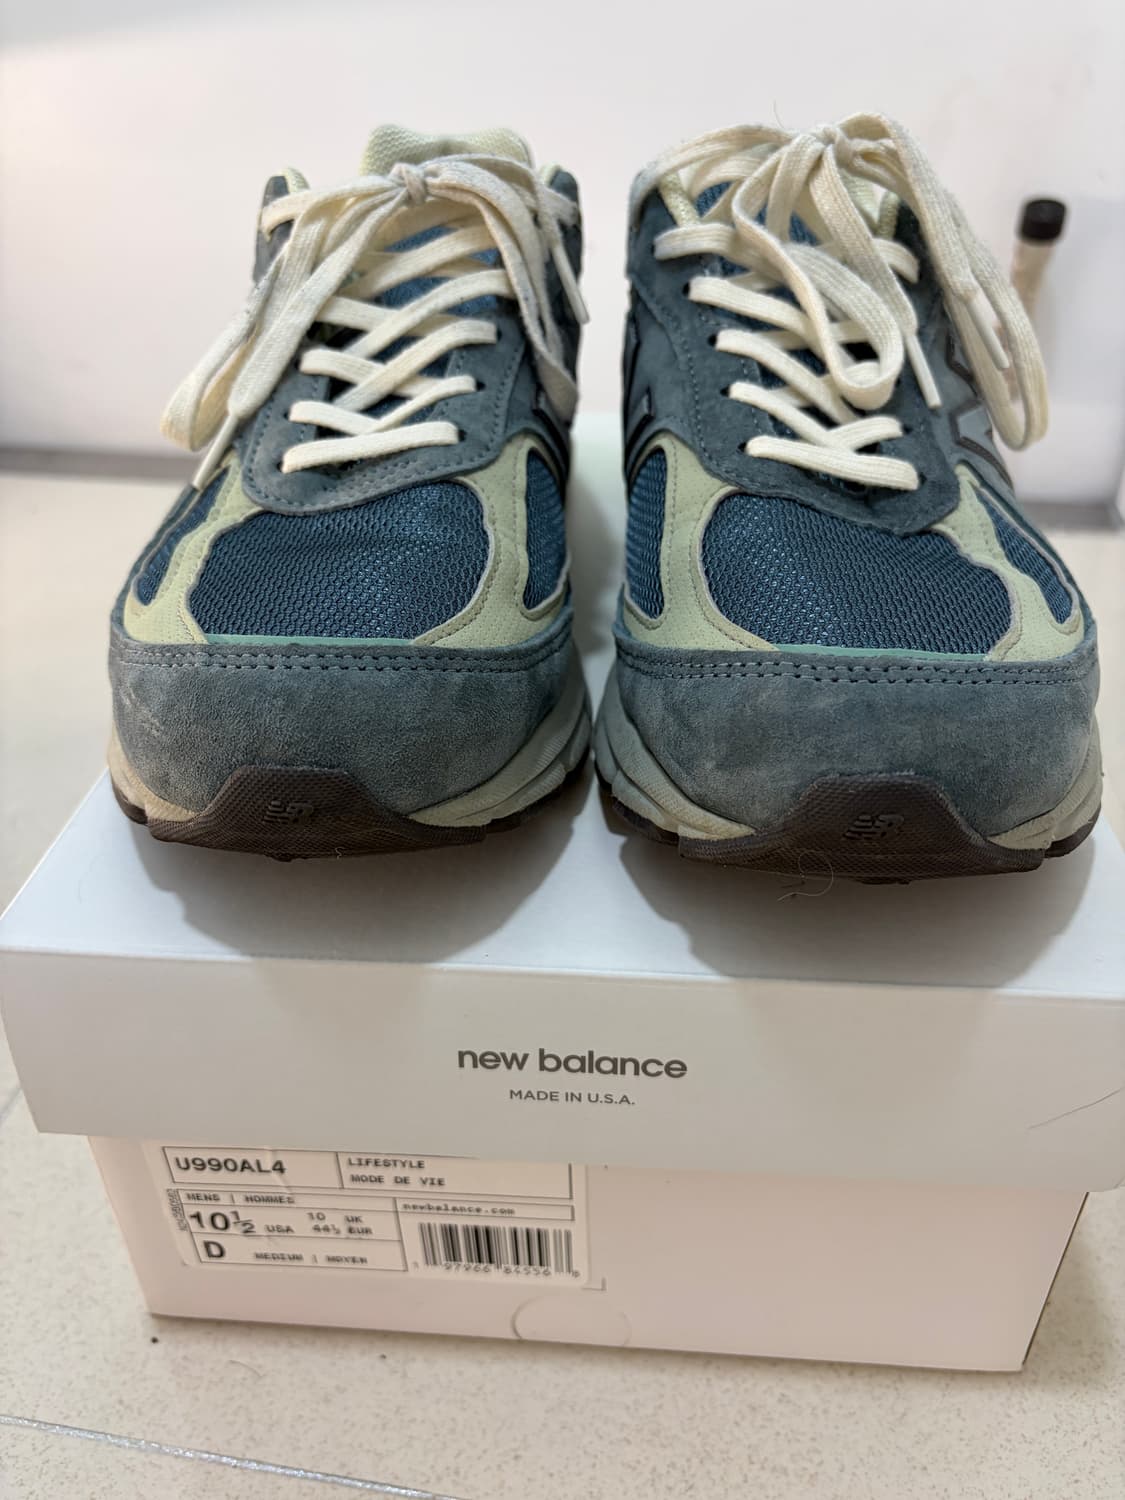 new balance
MADE IN U.S.A.
U990AL4
LIFESTYLE
MODE DE VIE
MENS | HOMMES
newbalance.com
10½ USA 10 UK
44½ EUR
D MEDIUM | MOYEN